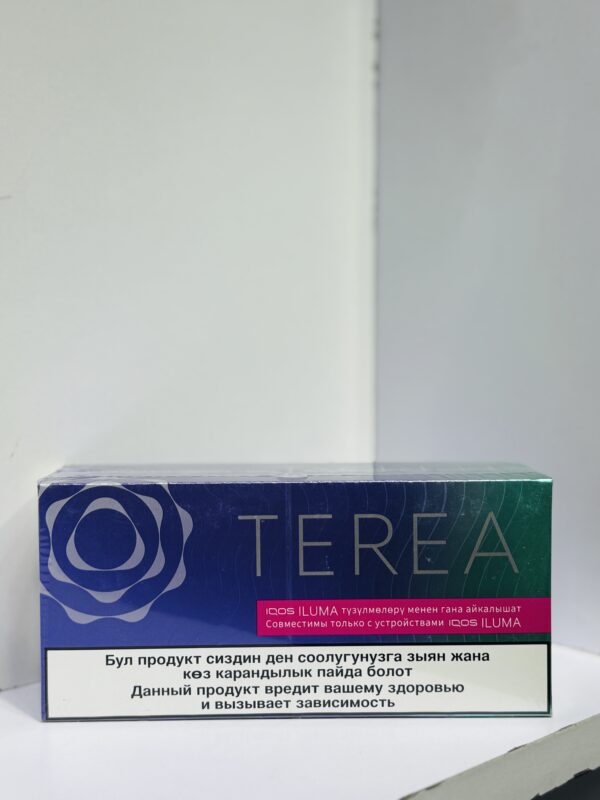 TEREA
IQOS ILUMA түзүлмөлөрү менен гана айкалышат
Совместимы только с устройствами IQOS ILUMA
Бул продукт сиздин ден соолугунузга зыян жана
көз карандылык пайда болот
Данный продукт вредит вашему здоровью
и вызывает зависимость